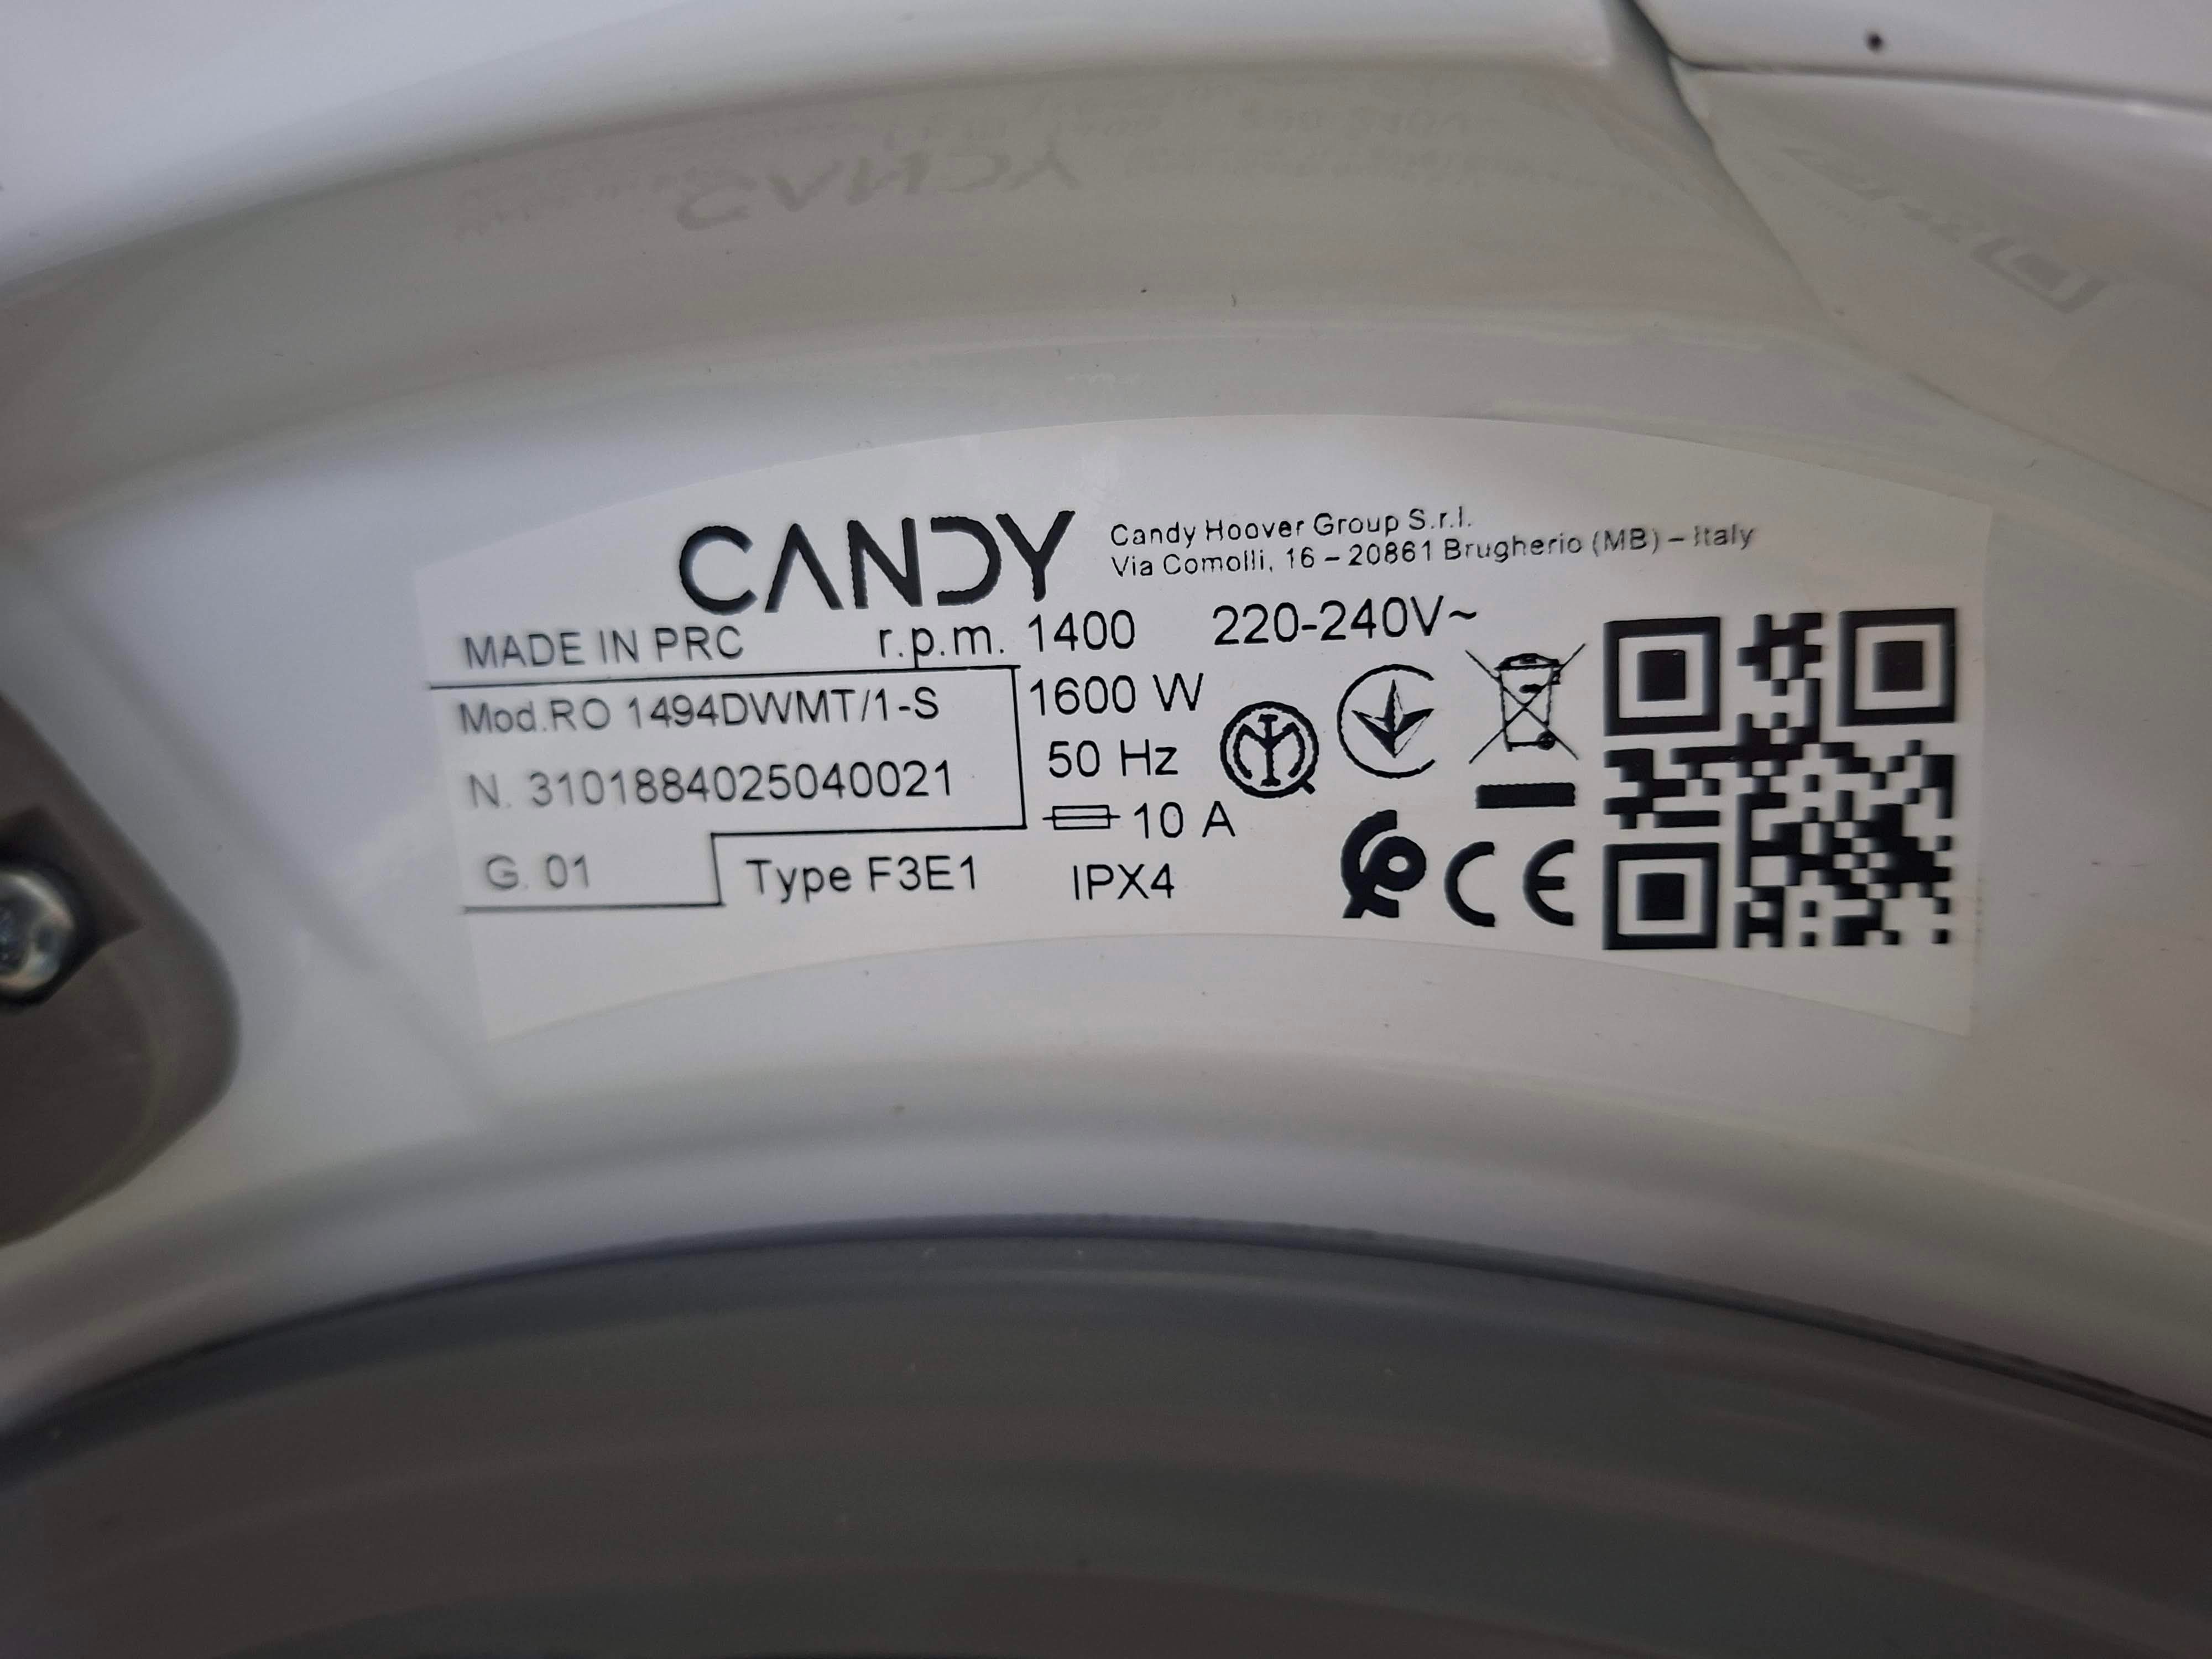 CANDY
Candy Hoover Group S.r.l.
Via Comolli, 16 – 20861 Brugherio (MB) – Italy
MADE IN PRC r.p.m. 1400 220-240V~
Mod.RO 1494DWMT/1-S
1600 W
N. 3101884025040021
50 Hz
10 A
G. 01
Type F3E1
IPX4
CE